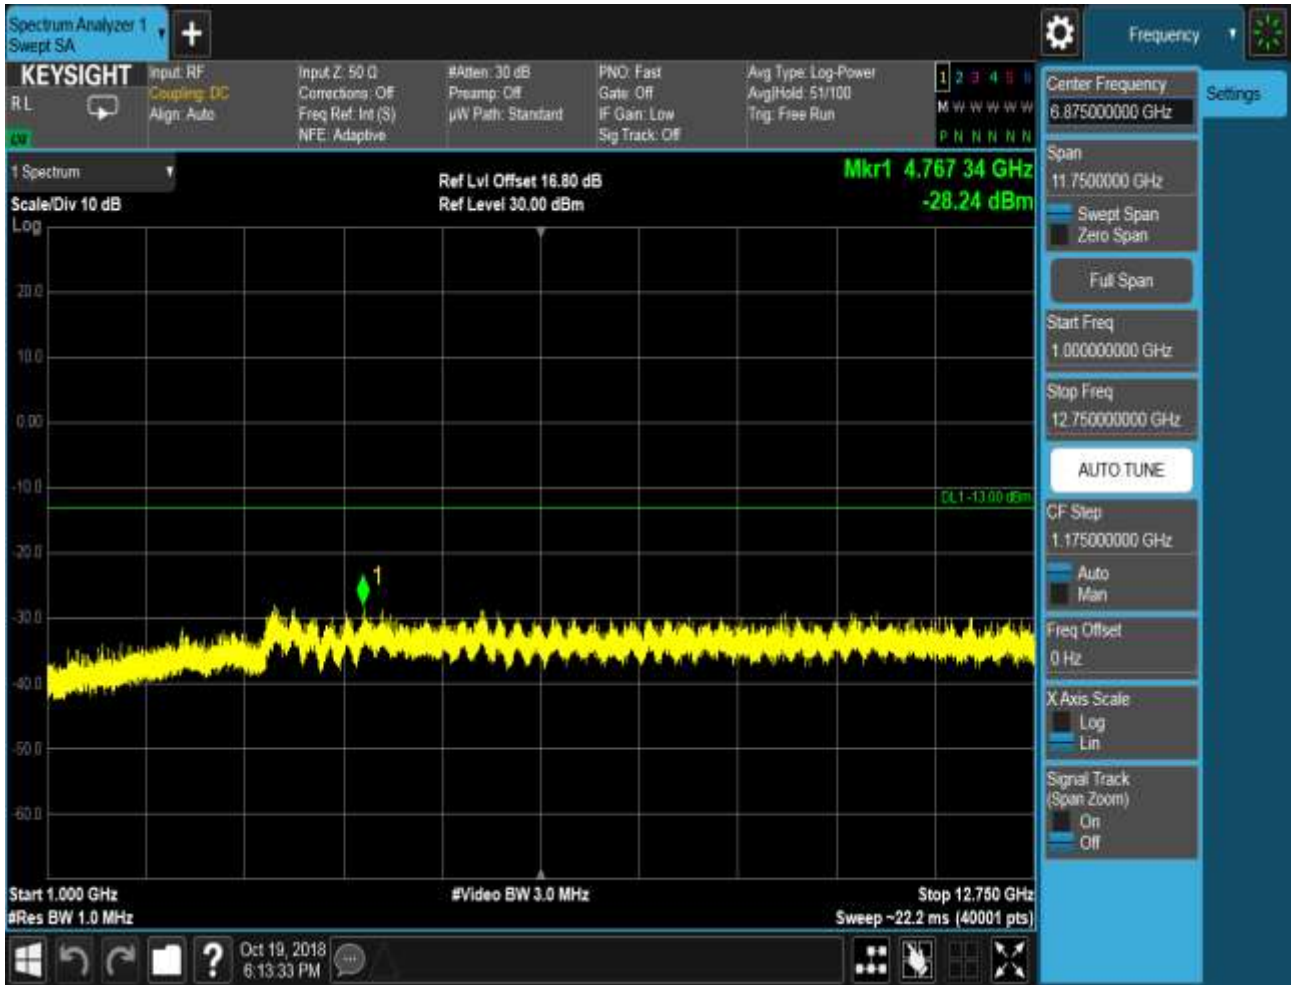 Spectrum Analyzer 1
Swept SA
Frequency
KEYSIGHT
RL
Input: RF
Coupling: DC
Align: Auto
Input Z: 50 Ω
Corrections: Off
Freq Ref: Int (S)
NFE: Adaptive
#Atten: 30 dB
Preamp: Off
µW Path: Standard
PNO: Fast
Gate: Off
IF Gain: Low
Sig Track: Off
Avg Type: Log-Power
Avg|Hold: 51/100
Trig: Free Run
1 2 3 4 5 6
M W W W W W
P N N N N N
1 Spectrum
Scale/Div 10 dB
Log
Ref Lvl Offset 16.80 dB
Ref Level 30.00 dBm
Mkr1 4.767 34 GHz
-28.24 dBm
20.0
10.0
0.00
-10.0
DL1 -13.00 dBm
-20.0
1
-30.0
-40.0
-50.0
-60.0
Start 1.000 GHz
#Video BW 3.0 MHz
Stop 12.750 GHz
#Res BW 1.0 MHz
Sweep ~22.2 ms (40001 pts)
Oct 19, 2018
6:13:33 PM
Center Frequency
6.875000000 GHz
Settings
Span
11.7500000 GHz
Swept Span
Zero Span
Full Span
Start Freq
1.000000000 GHz
Stop Freq
12.750000000 GHz
AUTO TUNE
CF Step
1.175000000 GHz
Auto
Man
Freq Offset
0 Hz
X Axis Scale
Log
Lin
Signal Track
(Span Zoom)
On
Off